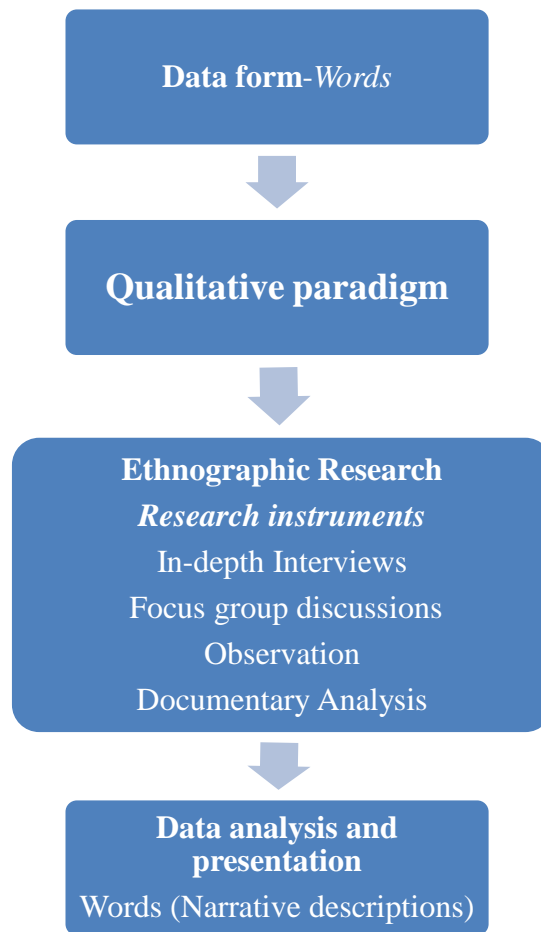 Data form-Words
Qualitative paradigm
Ethnographic Research
Research instruments
In-depth Interviews
Focus group discussions
Observation
Documentary Analysis
Data analysis and
presentation
Words (Narrative descriptions)